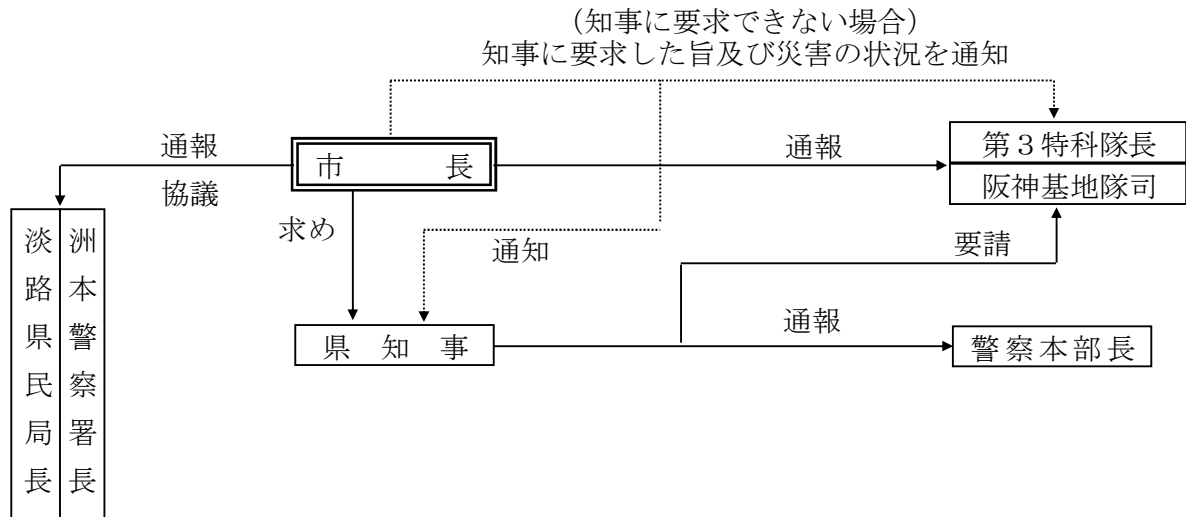 （知事に要求できない場合）
知事に要求した旨及び災害の状況を通知
通報
協議
市　　長
通報
第３特科隊長
阪神基地隊司
求め
通知
要請
淡路県民局長
洲本警察署長
県　知　事
通報
警察本部長